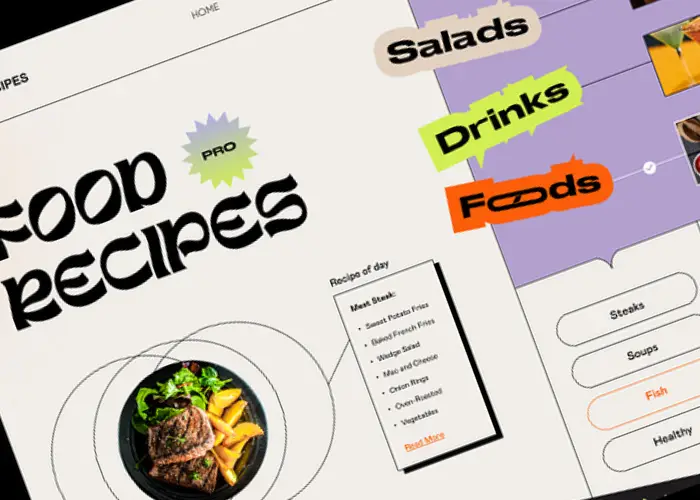 HOME
IPES
FOOD
RECIPES
PRO
Salads
Drinks
Foods
Recipe of day
Meat Steak:
• Sweet Potato Fries
• Baked French Fries
• Wedge Salad
• Mac and Cheese
• Onion Rings
• Oven-Roasted
• Vegetables
Read More
Steaks
Soups
Fish
Healthy